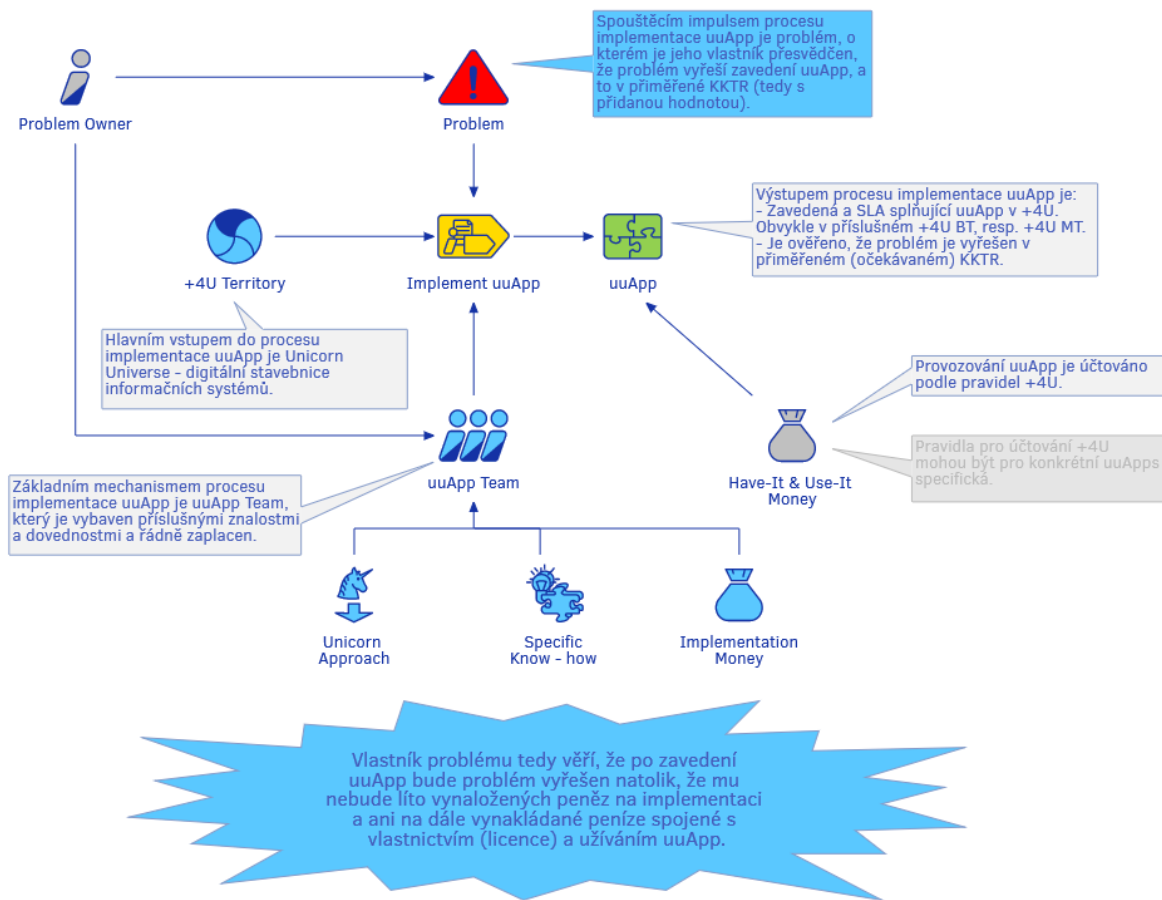 Spouštěcím impulsem procesu
implementace uuApp je problém, o
kterém je jeho vlastník přesvědčen,
že problém vyřeší zavedení uuApp, a
to v přiměřené KKTR (tedy s
přidanou hodnotou).
Problem Owner
Problem
Výstupem procesu implementace uuApp je:
- Zavedená a SLA splňující uuApp v +4U.
Obvykle v příslušném +4U BT, resp. +4U MT.
- Je ověřeno, že problém je vyřešen v
přiměřeném (očekávaném) KKTR.
+4U Territory
Implement uuApp
uuApp
Hlavním vstupem do procesu
implementace uuApp je Unicorn
Universe - digitální stavebnice
informačních systémů.
Provozování uuApp je účtováno
podle pravidel +4U.
Pravidla pro účtování +4U
mohou být pro konkrétní uuApps
specifická.
uuApp Team
Have-It & Use-It
Money
Základním mechanismem procesu
implementace uuApp je uuApp Team,
který je vybaven příslušnými znalostmi
a dovednostmi a řádně zaplacen.
Unicorn
Approach
Specific
Know - how
Implementation
Money
Vlastník problému tedy věří, že po zavedení
uuApp bude problém vyřešen natolik, že mu
nebude líto vynaložených peněz na implementaci
a ani na dále vynakládané peníze spojené s
vlastnictvím (licence) a užíváním uuApp.